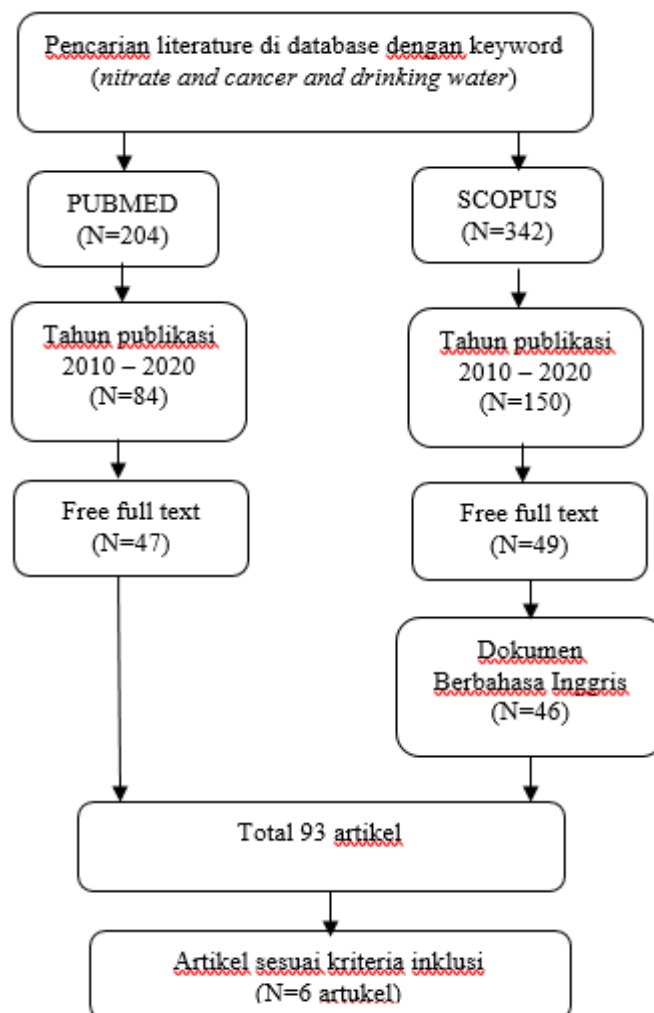 Pencarian literature di database dengan keyword
(nitrate and cancer and drinking water)
PUBMED
(N=204)
SCOPUS
(N=342)
Tahun publikasi
2010 – 2020
(N=84)
Tahun publikasi
2010 – 2020
(N=150)
Free full text
(N=47)
Free full text
(N=49)
Dokumen
Berbahasa Inggris
(N=46)
Total 93 artikel
Artikel sesuai kriteria inklusi
(N=6 artukel)